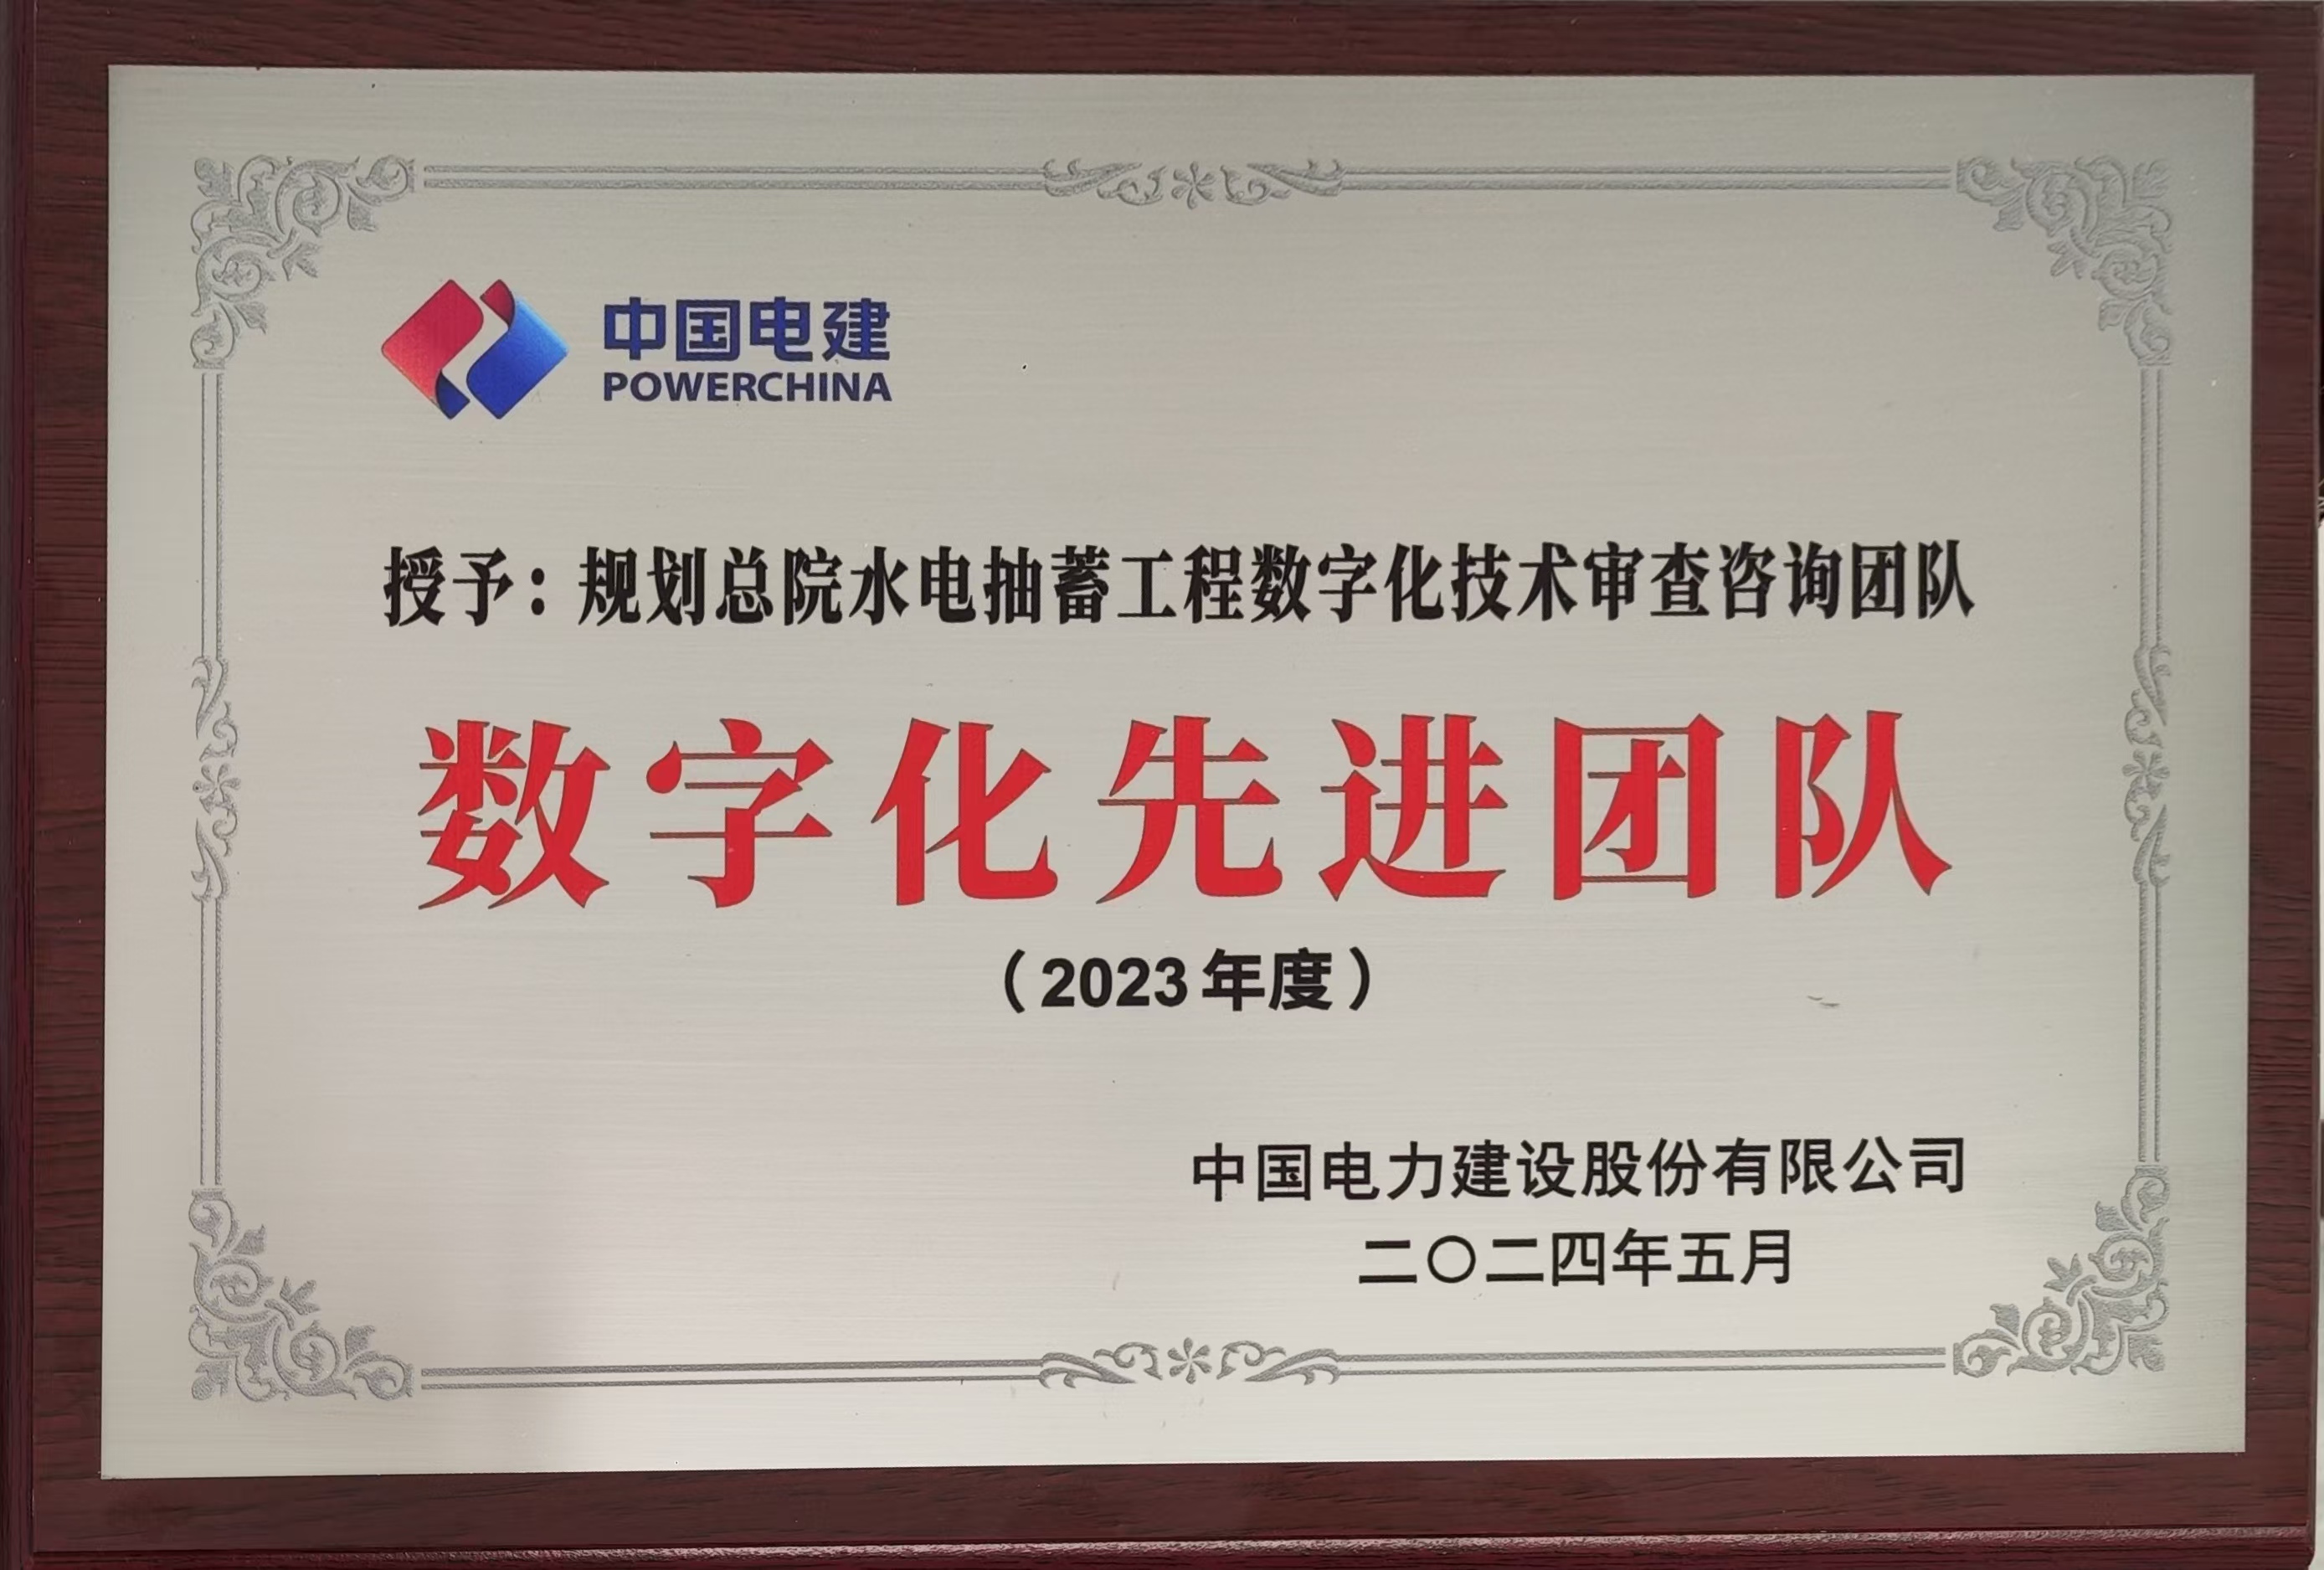 中国电建
POWERCHINA
授予：规划总院水电抽蓄工程数字化技术审查咨询团队
数字化先进团队
（2023年度）
中国电力建设股份有限公司
二〇二四年五月